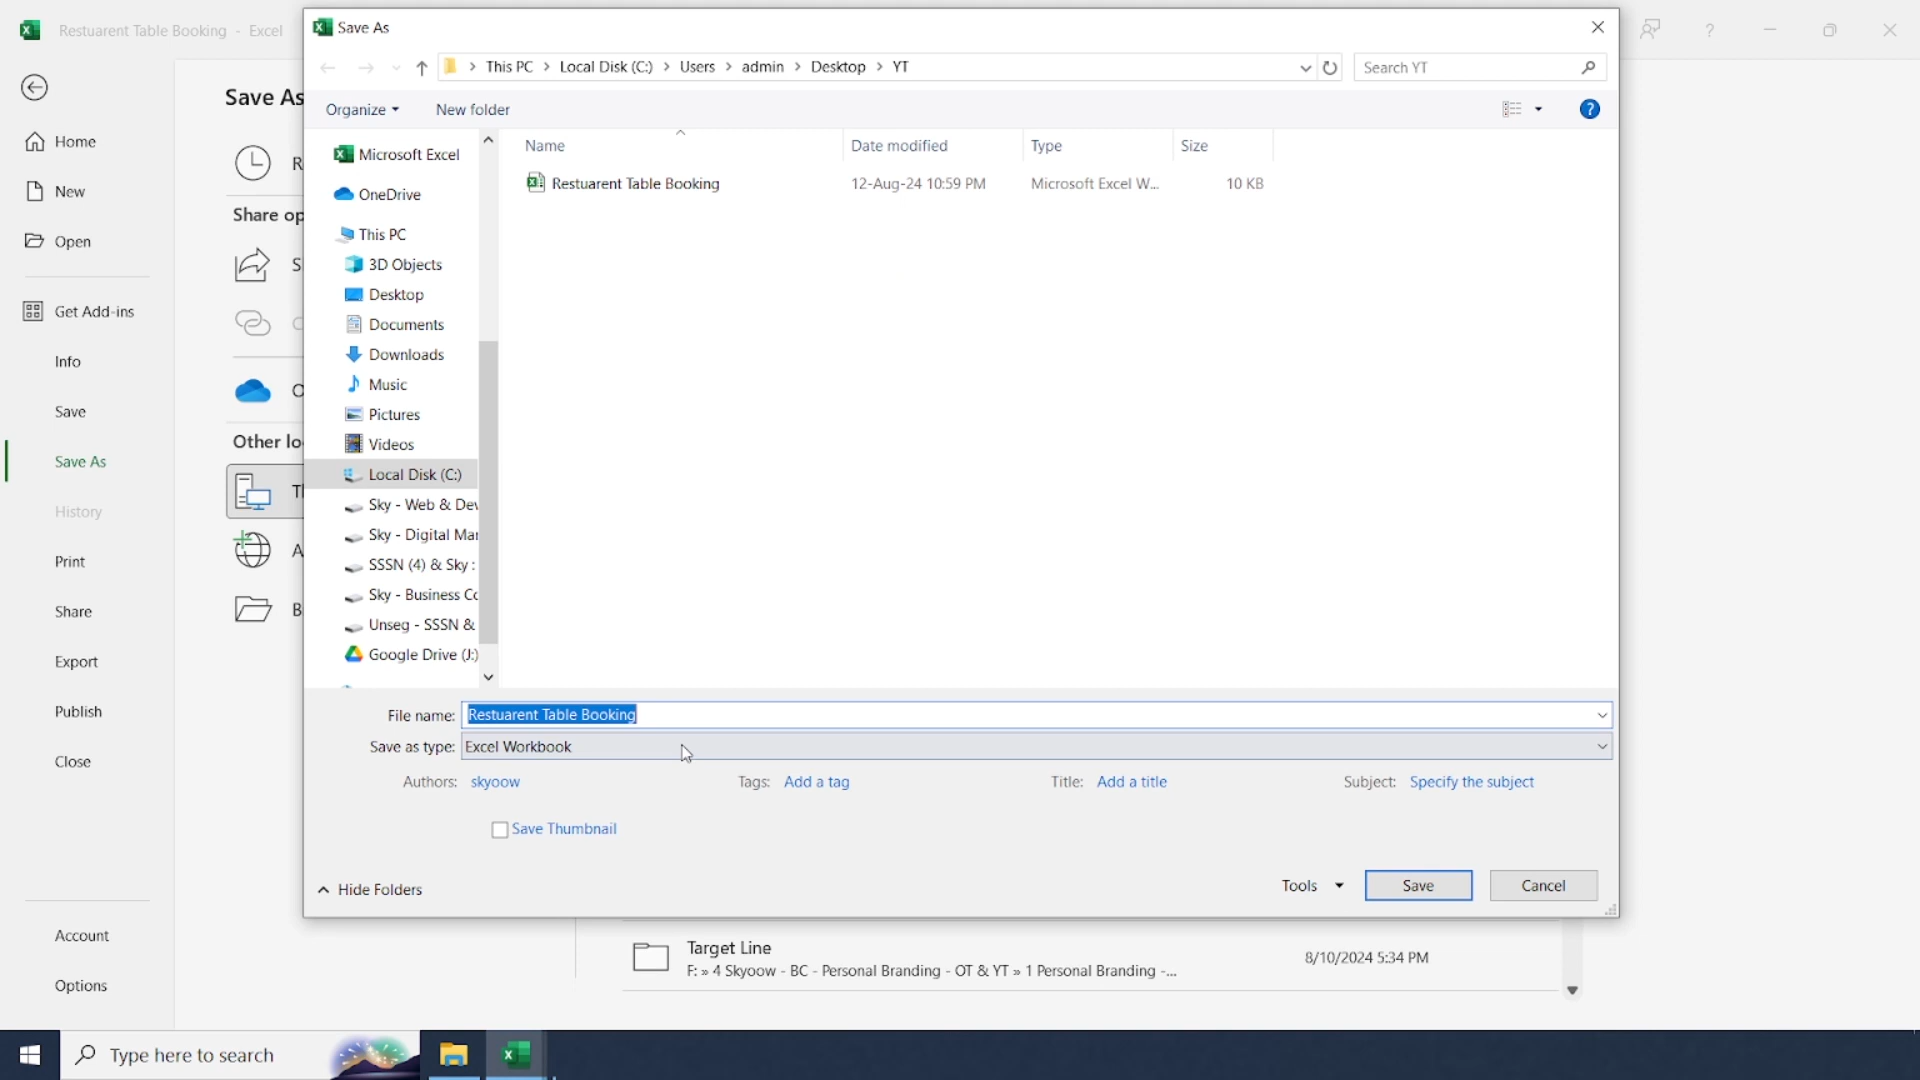 Restuarent Table Booking - Excel
Save As
This PC > Local Disk (C:) > Users > admin > Desktop > YT
Search YT
Organize
New folder
Home
New
Open
Get Add-ins
Info
Save
Save As
History
Print
Share
Export
Publish
Close
Account
Options
Save As
R
Share op
S
C
O
Other lo
Th
A
B
Microsoft Excel
OneDrive
This PC
3D Objects
Desktop
Documents
Downloads
Music
Pictures
Videos
Local Disk (C:)
Sky - Web & Dev
Sky - Digital Mar
SSSN (4) & Sky :
Sky - Business Co
Unseg - SSSN &
Google Drive (J:)
Name Date modified Type Size
Restuarent Table Booking 12-Aug-24 10:59 PM Microsoft Excel W... 10 KB
File name: Restuarent Table Booking
Save as type: Excel Workbook
Authors: skyoow Tags: Add a tag Title: Add a title Subject: Specify the subject
Save Thumbnail
Hide Folders
Tools Save Cancel
Target Line
F: » 4 Skyoow - BC - Personal Branding - OT & YT » 1 Personal Branding -...
8/10/2024 5:34 PM
Type here to search